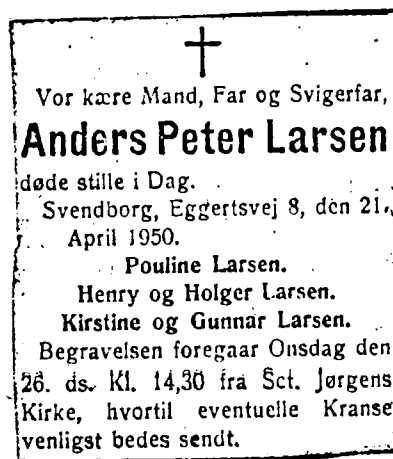 Vor kære Mand, Far og Svigerfar,
Anders Peter Larsen
døde stille i Dag.
Svendborg, Eggertsvej 8, den 21.
April 1950.
Pouline Larsen.
Henry og Holger Larsen.
Kirstine og Gunnar Larsen.
Begravelsen foregaar Onsdag den
26. ds. Kl. 14,30 fra Sct. Jørgens
Kirke, hvortil eventuelle Kranse
venligst bedes sendt.